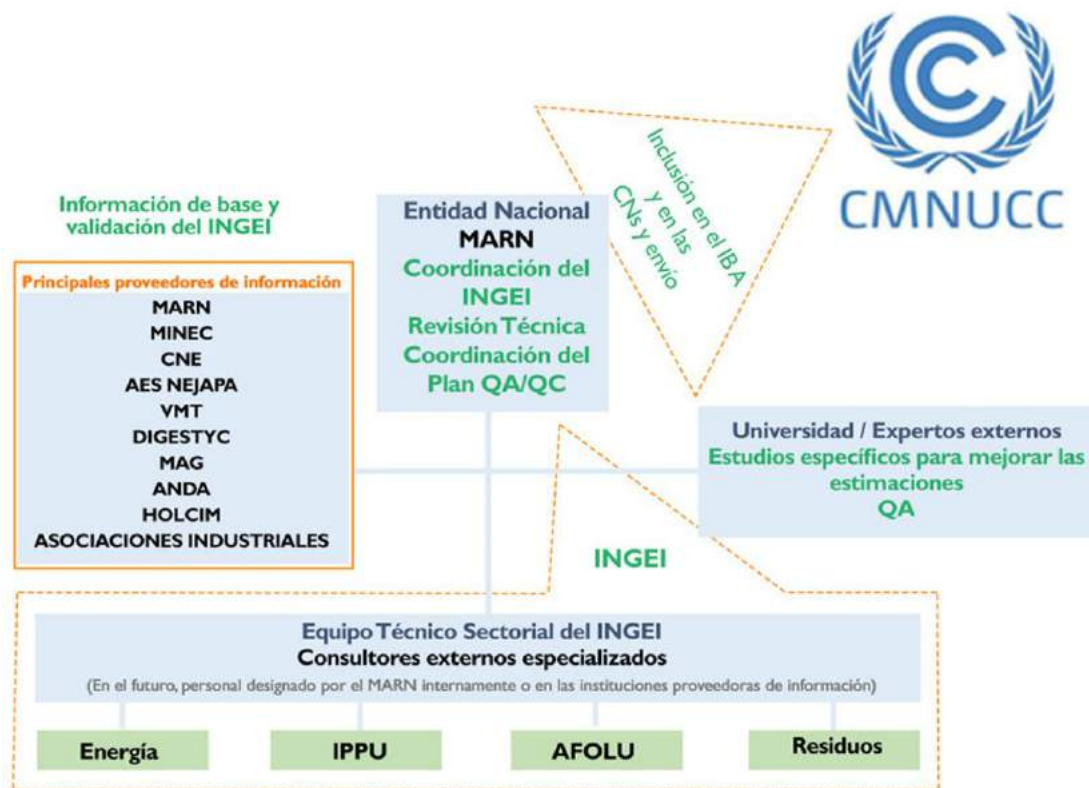 CMNUCC
Inclusión en el IBA
y en las
CNs y envío
Información de base y
validación del INGEI
Principales proveedores de información
MARN
MINEC
CNE
AES NEJAPA
VMT
DIGESTYC
MAG
ANDA
HOLCIM
ASOCIACIONES INDUSTRIALES
Entidad Nacional
MARN
Coordinación del
INGEI
Revisión Técnica
Coordinación del
Plan QA/QC
Universidad / Expertos externos
Estudios específicos para mejorar las
estimaciones
QA
INGEI
Equipo Técnico Sectorial del INGEI
Consultores externos especializados
(En el futuro, personal designado por el MARN internamente o en las instituciones proveedoras de información)
Energía
IPPU
AFOLU
Residuos